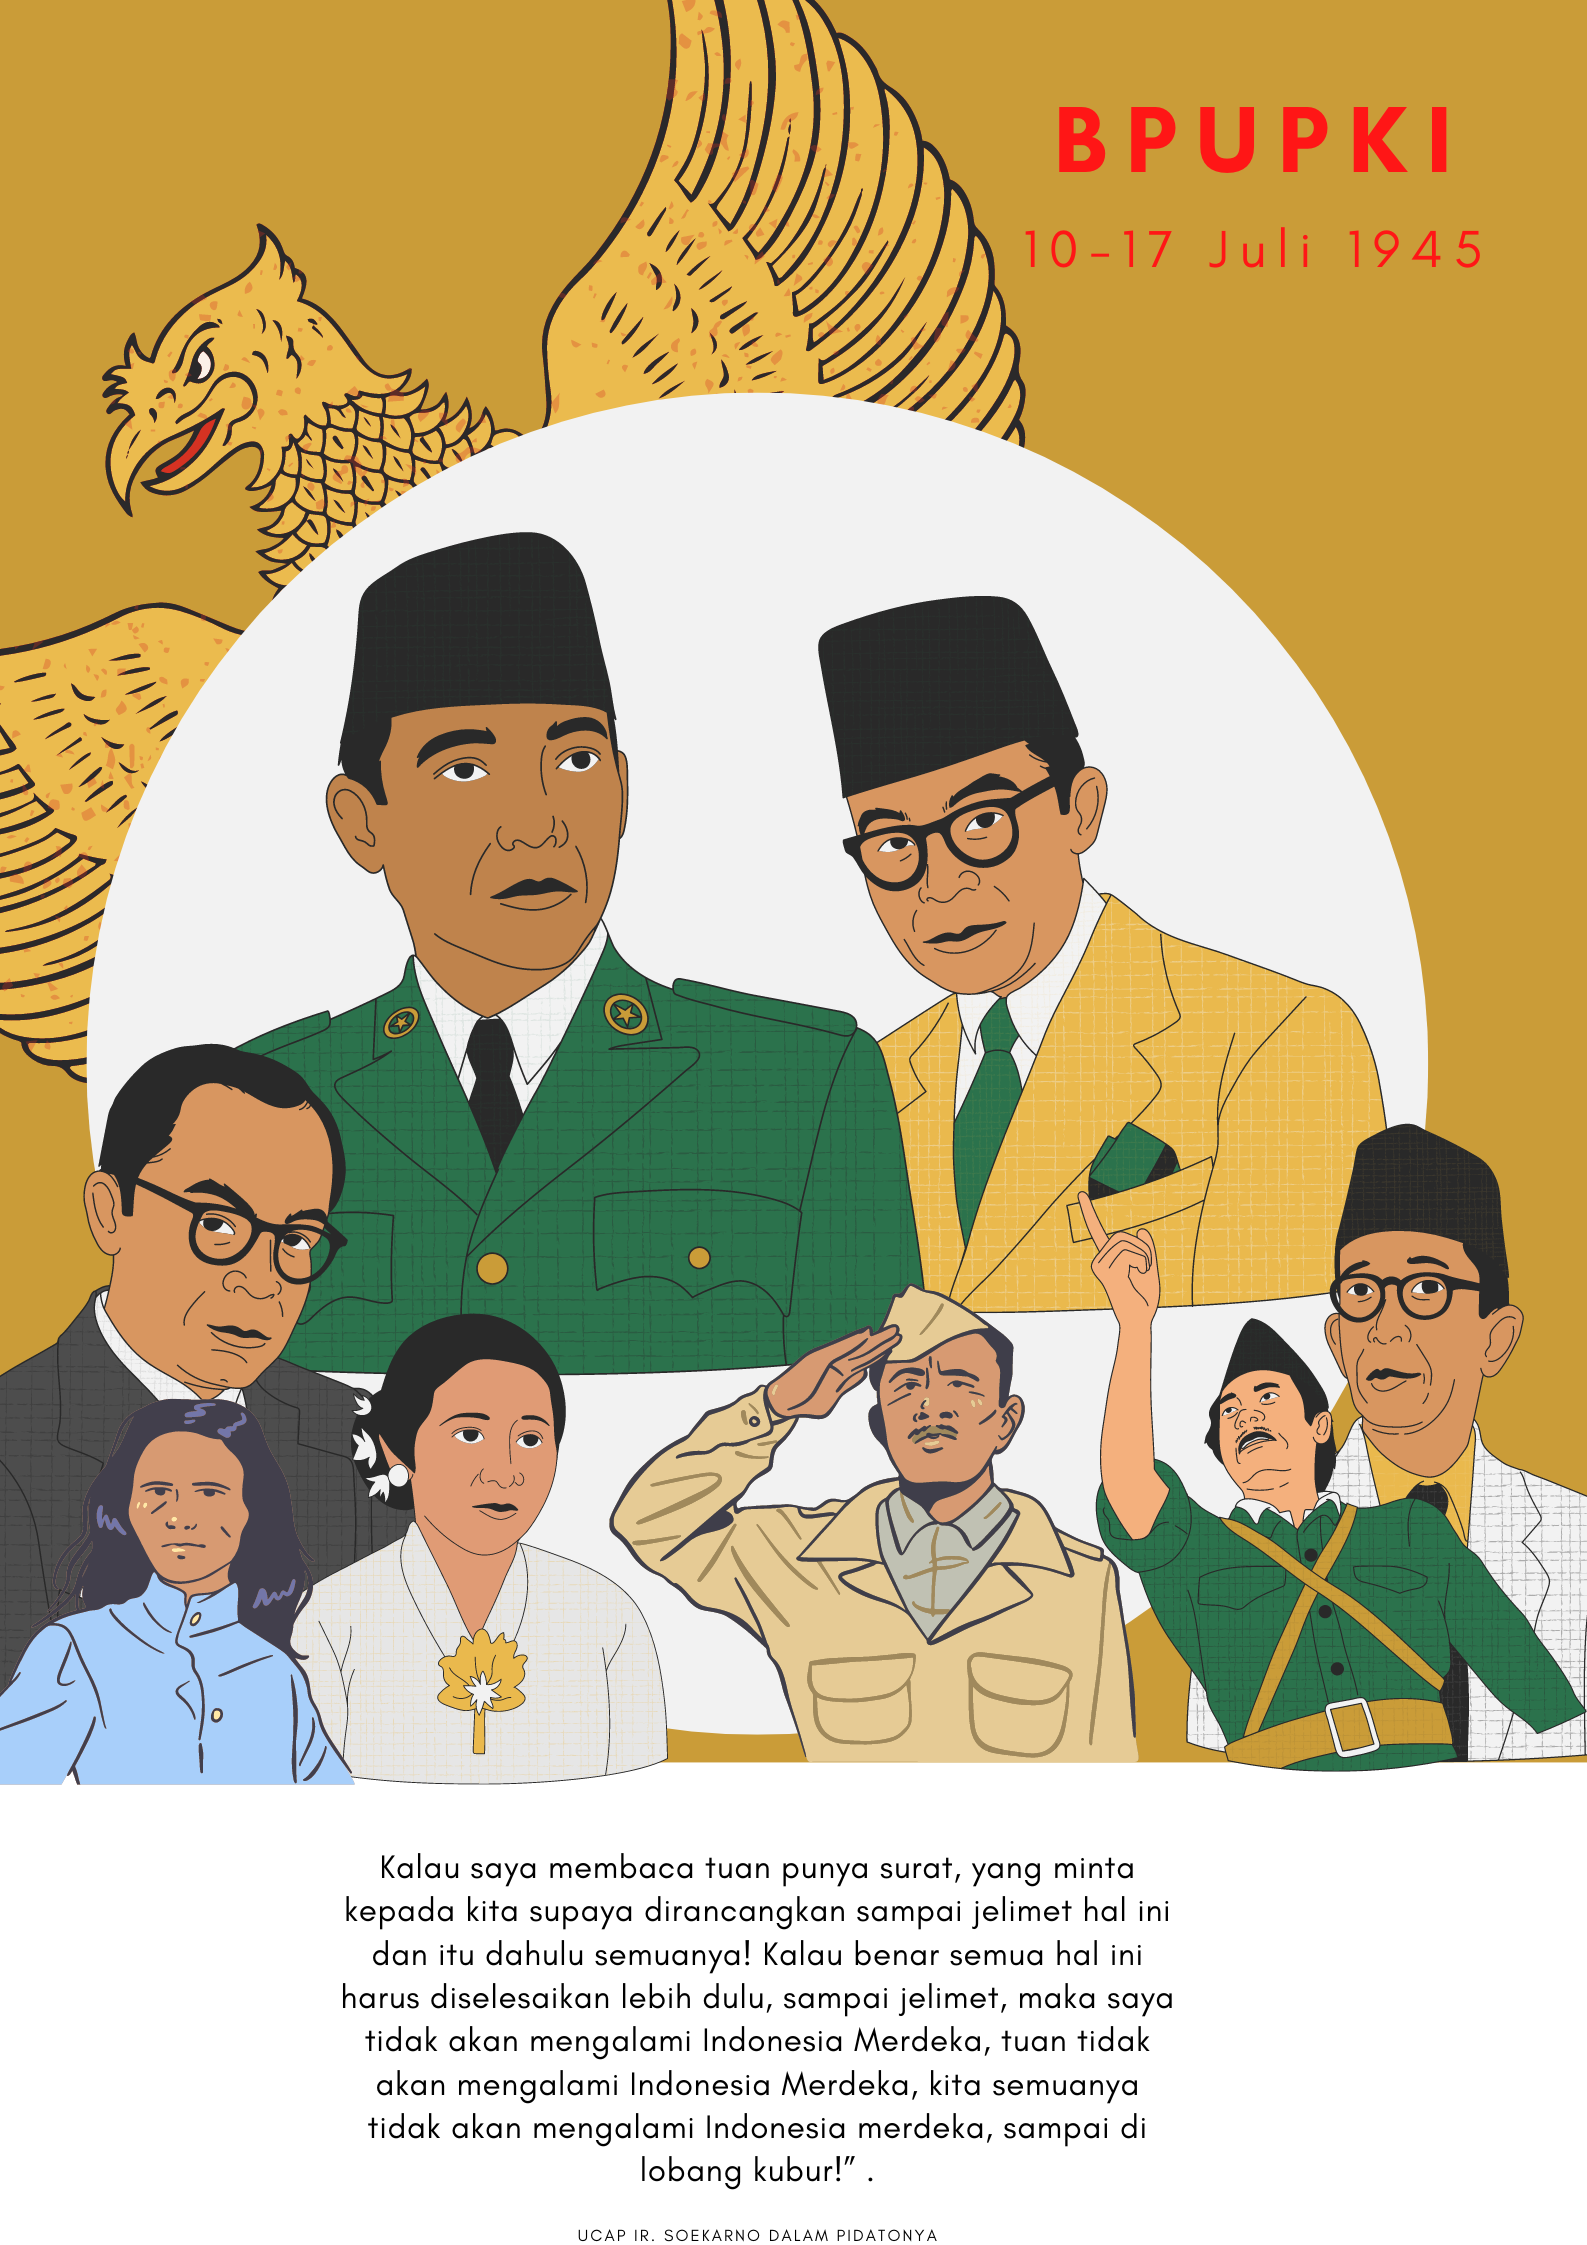 BPUPKI
10-17 Juli 1945
Kalau saya membaca tuan punya surat, yang minta
kepada kita supaya dirancangkan sampai jelimet hal ini
dan itu dahulu semuanya! Kalau benar semua hal ini
harus diselesaikan lebih dulu, sampai jelimet, maka saya
tidak akan mengalami Indonesia Merdeka, tuan tidak
akan mengalami Indonesia Merdeka, kita semuanya
tidak akan mengalami Indonesia merdeka, sampai di
lobang kubur!” .
UCAP IR. SOEKARNO DALAM PIDATONYA